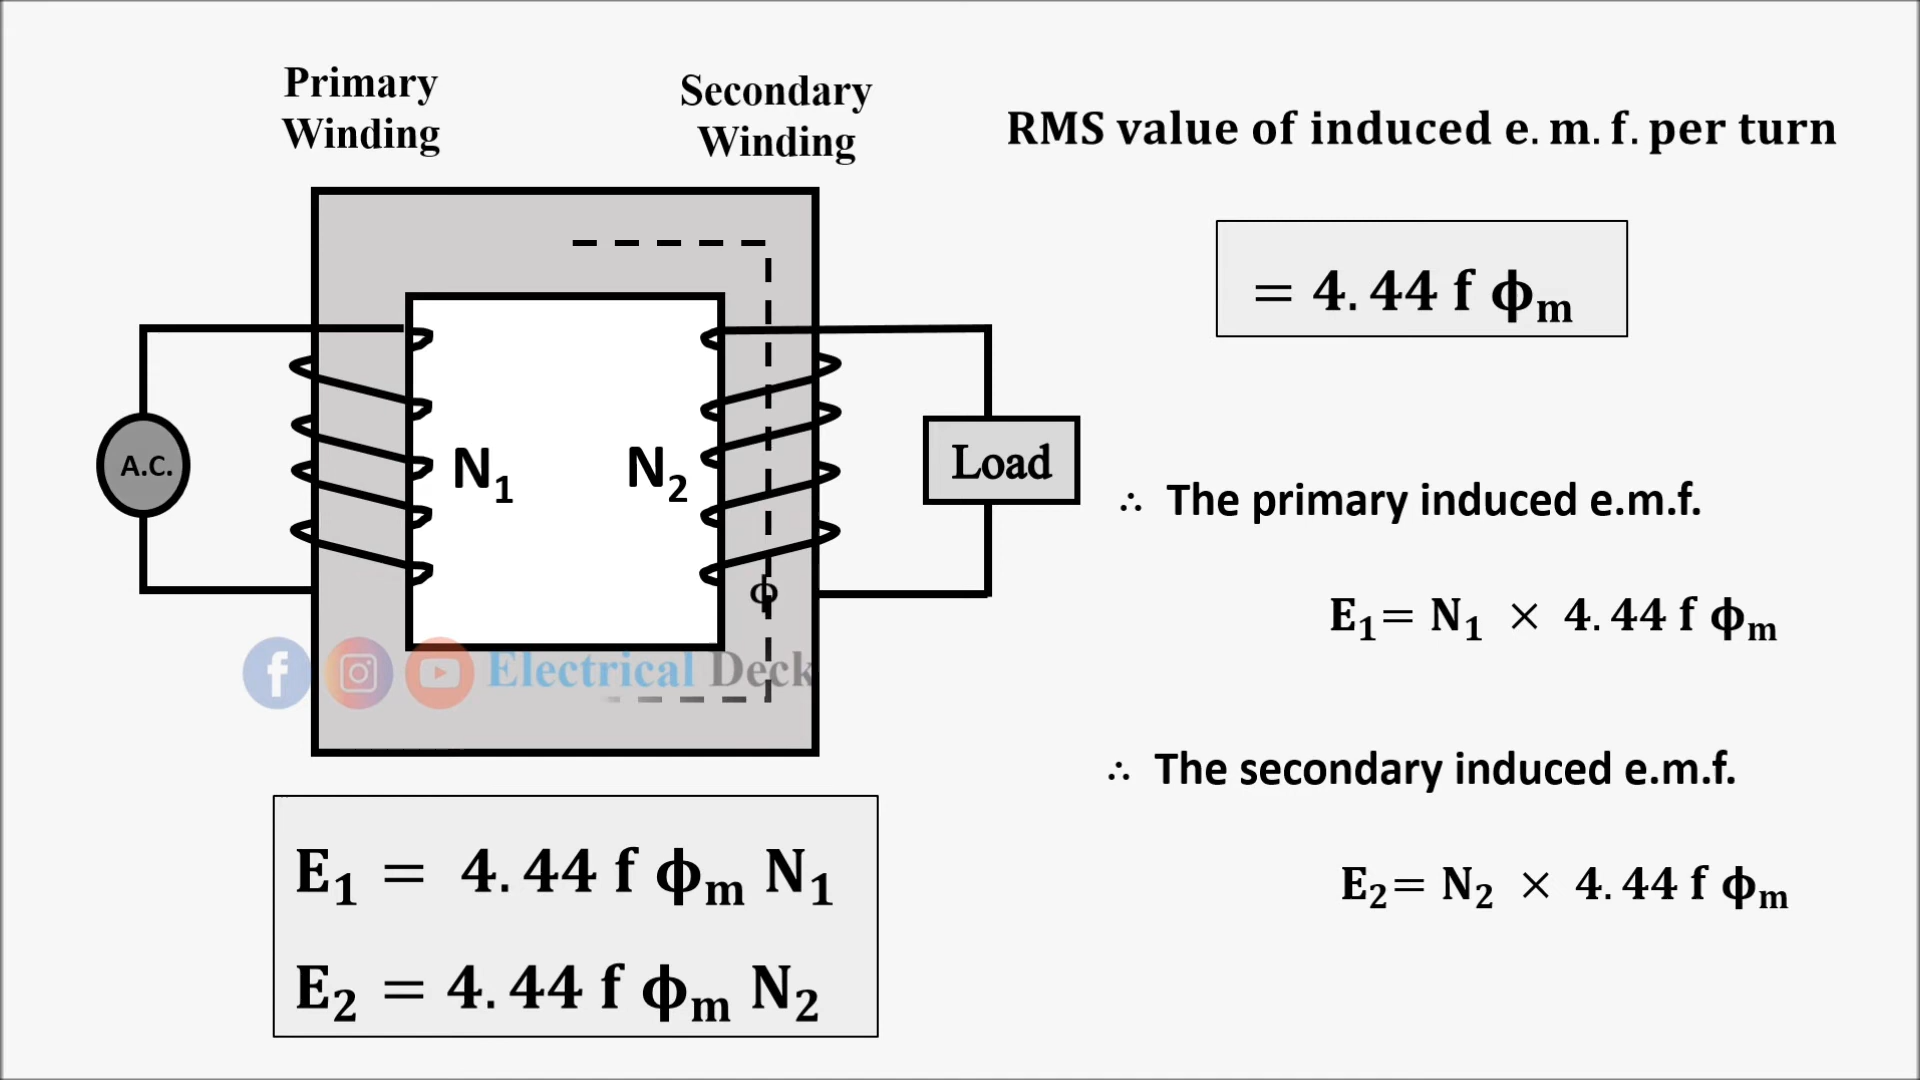 Primary
Winding
Secondary
Winding
RMS value of induced e. m. f. per turn
= 4. 44 f ϕₘ
A.C.
N₁
N₂
Load
ϕ
∴ The primary induced e.m.f.
E₁= N₁ × 4. 44 f ϕₘ
Electrical Deck
∴ The secondary induced e.m.f.
E₂= N₂ × 4. 44 f ϕₘ
E₁ = 4. 44 f ϕₘ N₁
E₂ = 4. 44 f ϕₘ N₂